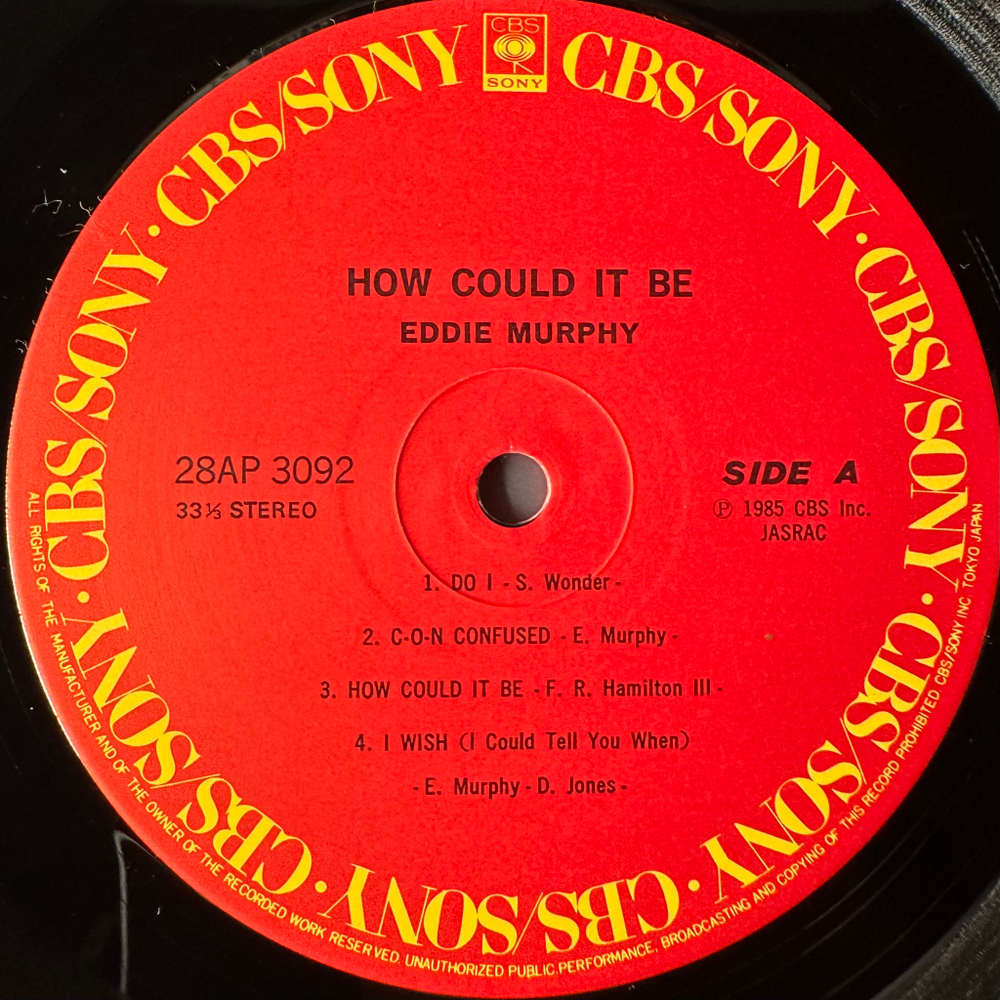 CBS
SONY
CBS/SONY · CBS/SONY · CBS/SONY · CBS/SONY · CBS/SONY · CBS/SONY · CBS/SONY · CBS/SONY
HOW COULD IT BE
EDDIE MURPHY
28AP 3092
33⅓ STEREO
SIDE A
℗ 1985 CBS Inc.
JASRAC
1. DO I - S. Wonder -
2. C-O-N CONFUSED - E. Murphy -
3. HOW COULD IT BE - F. R. Hamilton III -
4. I WISH (I Could Tell You When)
- E. Murphy - D. Jones -
ALL RIGHTS OF THE MANUFACTURER AND OF THE OWNER OF THE RECORDED WORK RESERVED. UNAUTHORIZED PUBLIC PERFORMANCE, BROADCASTING AND COPYING OF THIS RECORD PROHIBITED CBS/SONY INC. TOKYO JAPAN